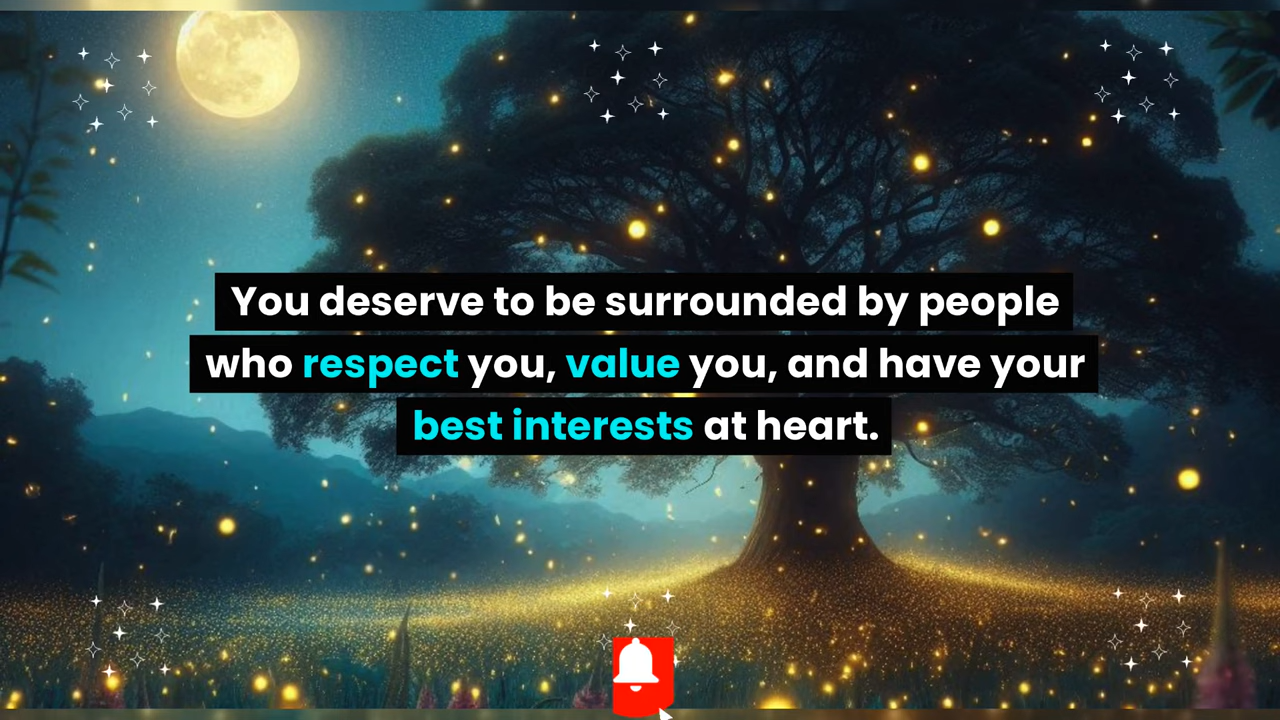 You deserve to be surrounded by people
who respect you, value you, and have your
best interests at heart.